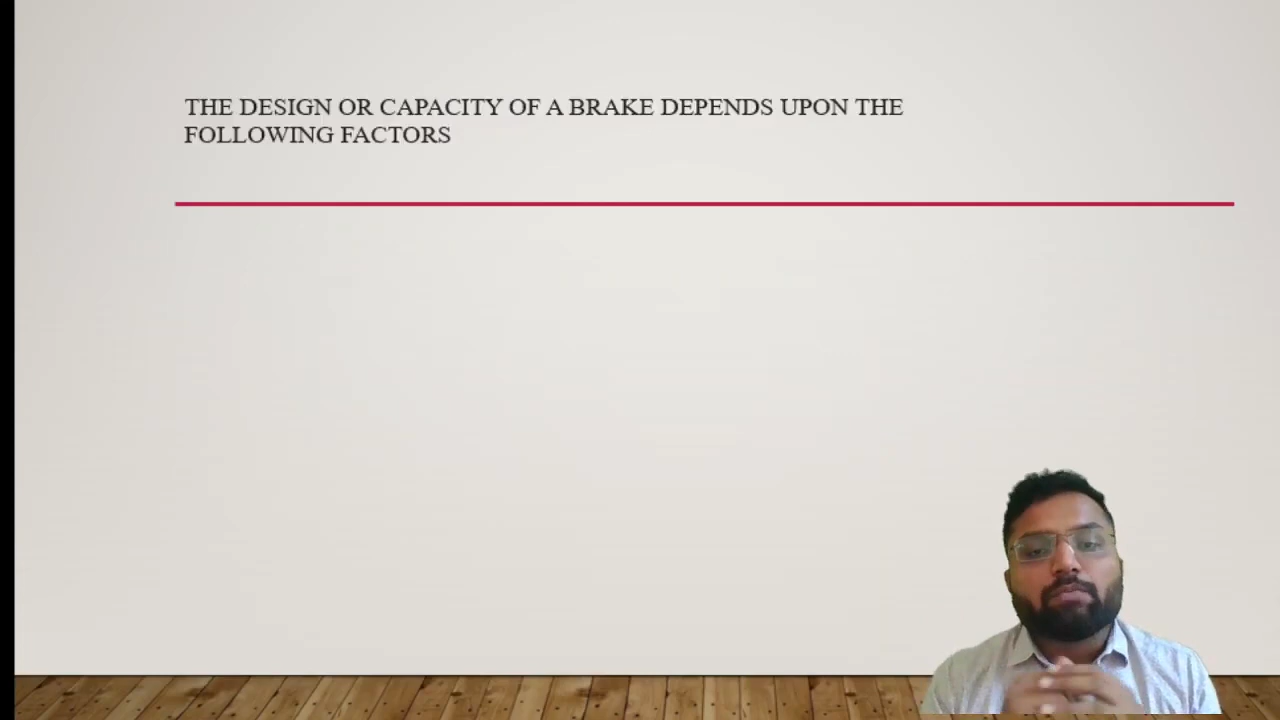 THE DESIGN OR CAPACITY OF A BRAKE DEPENDS UPON THE
FOLLOWING FACTORS